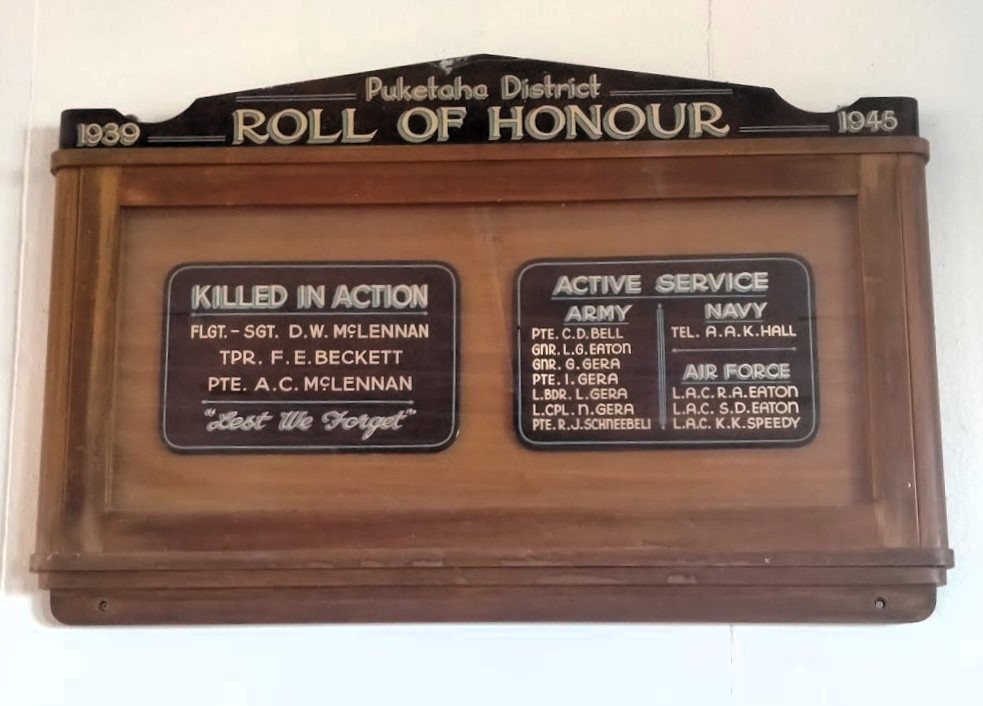 Puketaha District
1939 ROLL OF HONOUR 1945
KILLED IN ACTION
FLGT.-SGT. D.W. McLENNAN
TPR. F.E. BECKETT
PTE. A.C. McLENNAN
"Lest We Forget"
ACTIVE SERVICE
ARMY
PTE. C.D. BELL
GNR. L.G. EATON
GNR. G. GERA
PTE. I. GERA
L.BDR. L. GERA
L.CPL. N. GERA
PTE. R.J. SCHNEEBELI
NAVY
TEL. A.A.K. HALL
AIR FORCE
L.A.C. R.A. EATON
L.A.C. S.D. EATON
L.A.C. K.K. SPEEDY